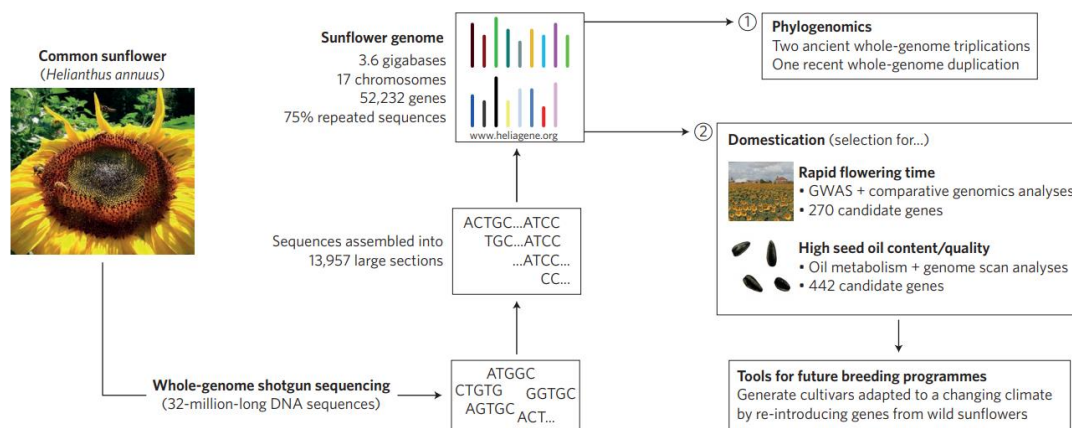 Common sunflower
(Helianthus annuus)
Sunflower genome
3.6 gigabases
17 chromosomes
52,232 genes
75% repeated sequences
www.heliagene.org
1
Phylogenomics
Two ancient whole-genome triplications
One recent whole-genome duplication
2
Domestication (selection for...)
Rapid flowering time
• GWAS + comparative genomics analyses
• 270 candidate genes
High seed oil content/quality
• Oil metabolism + genome scan analyses
• 442 candidate genes
Sequences assembled into
13,957 large sections
ACTGC...ATCC
TGC...ATCC
...ATCC...
CC...
Whole-genome shotgun sequencing
(32-million-long DNA sequences)
ATGGC
CTGTG
GGTGC
AGTGC
ACT...
Tools for future breeding programmes
Generate cultivars adapted to a changing climate
by re-introducing genes from wild sunflowers